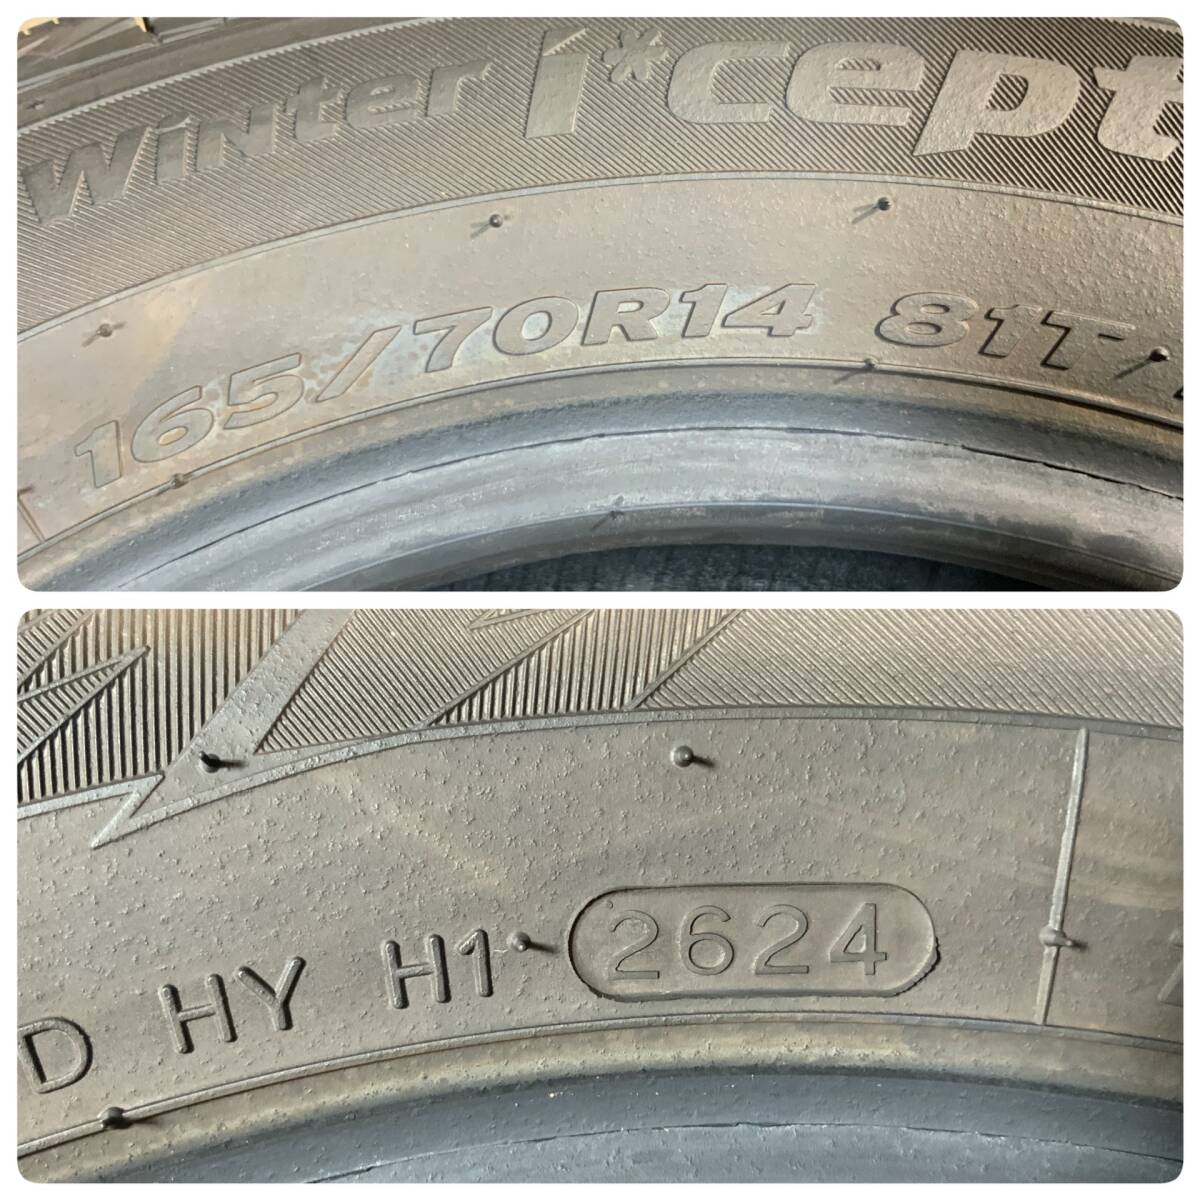 Winter i*cept
165/70R14 81T
D HY H1 2624